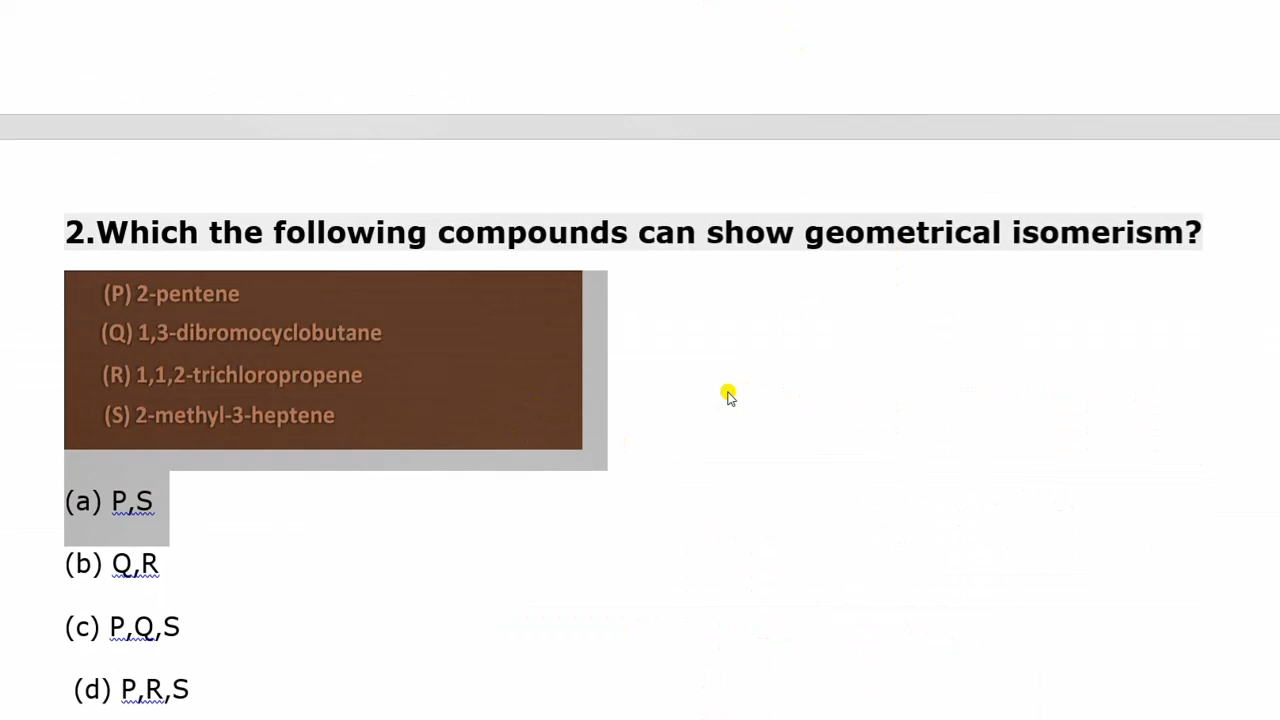 2.Which the following compounds can show geometrical isomerism?
(P) 2-pentene
(Q) 1,3-dibromocyclobutane
(R) 1,1,2-trichloropropene
(S) 2-methyl-3-heptene
(a) P,S
(b) Q,R
(c) P,Q,S
(d) P,R,S